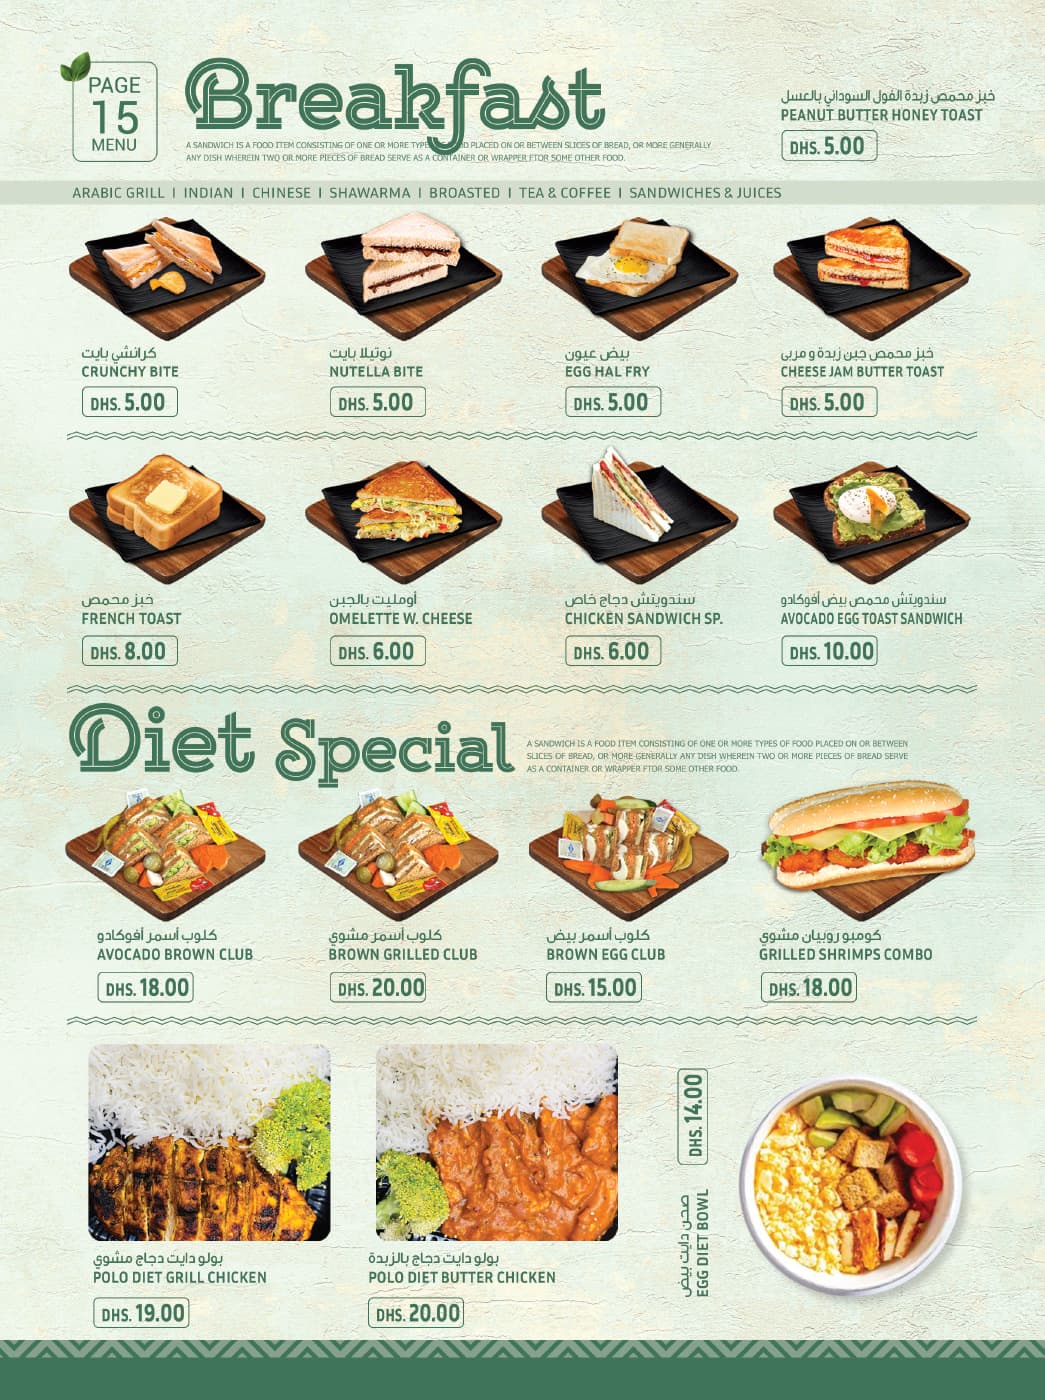 PAGE
15
MENU
Breakfast
A SANDWICH IS A FOOD ITEM CONSISTING OF ONE OR MORE D PLACED ON OR BETWEEN SLICES OF BREAD, OR MORE GENERALLY
ANY DISH WHEREIN TWO OR MORE PIECES OF BREAD SERVE AS A CONTAINER OR WRAPPER FTOR SOME OTHER FOOD.
خبز محمص زبدة الفول السوداني بالعسل
PEANUT BUTTER HONEY TOAST
DHS. 5.00
ARABIC GRILL I INDIAN I CHINESE I SHAWARMA I BROASTED I TEA & COFFEE I SANDWICHES & JUICES
كرانشي بايت
CRUNCHY BITE
DHS. 5.00
نوتيلا بايت
NUTELLA BITE
DHS. 5.00
بيض عيون
EGG HAL FRY
DHS. 5.00
خبز محمص جبن زبدة و مربى
CHEESE JAM BUTTER TOAST
DHS. 5.00
خبز محمص
FRENCH TOAST
DHS. 8.00
أومليت بالجبن
OMELETTE W. CHEESE
DHS. 6.00
سندويتش دجاج خاص
CHICKEN SANDWICH SP.
DHS. 6.00
سندويتش محمص بيض أفوكادو
AVOCADO EGG TOAST SANDWICH
DHS. 10.00
Diet Special
A SANDWICH IS A FOOD ITEM CONSISTING OF ONE OR MORE TYPES OF FOOD PLACED ON OR BETWEEN
SLICES OF BREAD, OR MORE GENERALLY ANY DISH WHEREIN TWO OR MORE PIECES OF BREAD SERVE
AS A CONTAINER OR WRAPPER FTOR SOME OTHER FOOD.
كلوب أسمر أفوكادو
AVOCADO BROWN CLUB
DHS. 18.00
كلوب أسمر مشوي
BROWN GRILLED CLUB
DHS. 20.00
كلوب أسمر بيض
BROWN EGG CLUB
DHS. 15.00
كومبو روبيان مشوي
GRILLED SHRIMPS COMBO
DHS. 18.00
بولو دايت دجاج مشوي
POLO DIET GRILL CHICKEN
DHS. 19.00
بولو دايت دجاج بالزبدة
POLO DIET BUTTER CHICKEN
DHS. 20.00
صحن دايت بيض
EGG DIET BOWL
DHS. 14.00